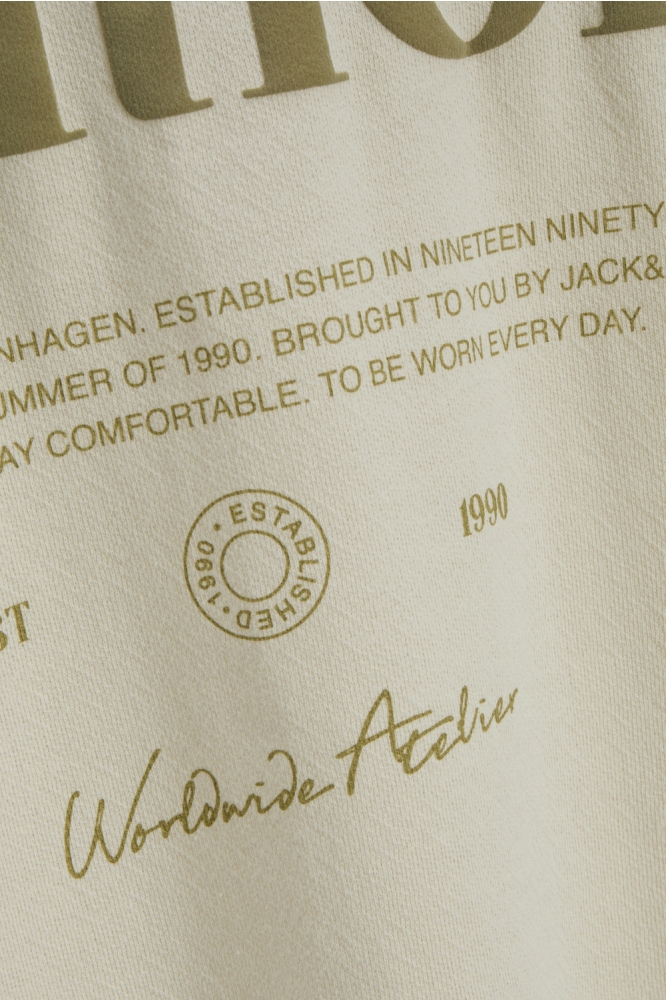 NHAGEN. ESTABLISHED IN NINETEEN NINETY
UMMER OF 1990. BROUGHT TO YOU BY JACK&
AY COMFORTABLE. TO BE WORN EVERY DAY.
ESTABLISHED • 1990 •
1990
ST
Worldwide Atelier